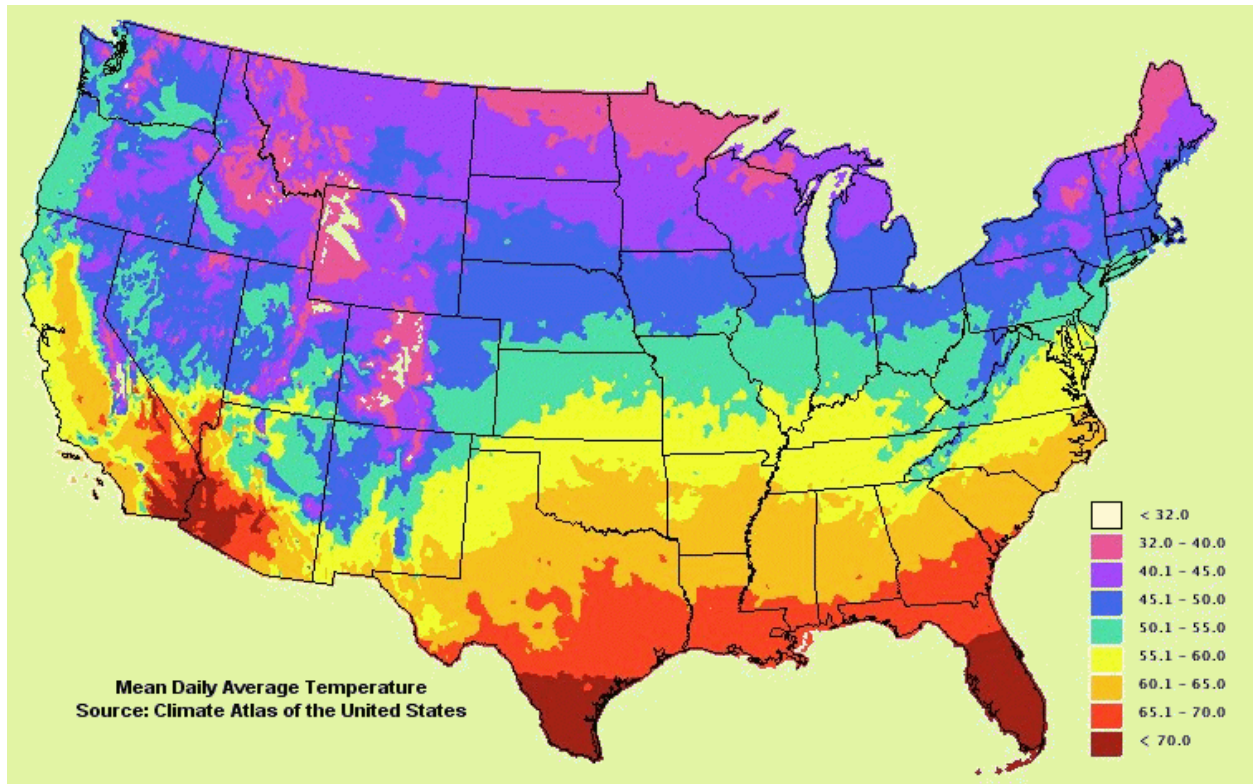 < 32.0
32.0 - 40.0
40.1 - 45.0
45.1 - 50.0
50.1 - 55.0
55.1 - 60.0
60.1 - 65.0
65.1 - 70.0
< 70.0
Mean Daily Average Temperature
Source: Climate Atlas of the United States